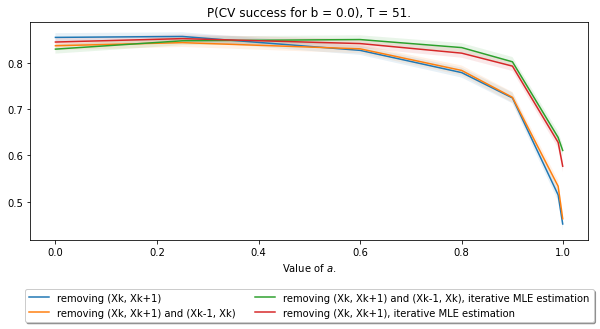 P(CV success for b = 0.0), T = 51.
0.8
0.7
0.6
0.5
0.0
0.2
0.4
0.6
0.8
1.0
Value of a.
removing (Xk, Xk+1)
removing (Xk, Xk+1) and (Xk-1, Xk)
removing (Xk, Xk+1) and (Xk-1, Xk), iterative MLE estimation
removing (Xk, Xk+1), iterative MLE estimation